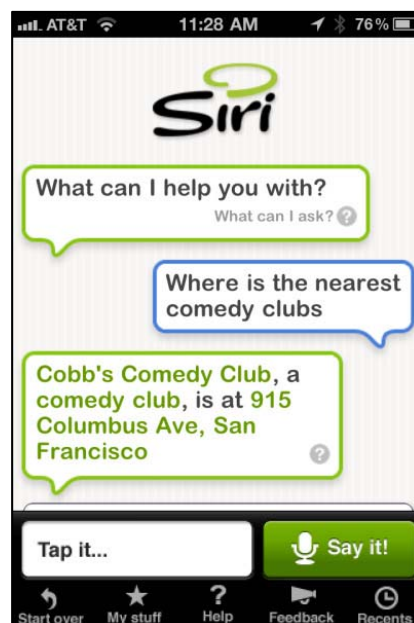 AT&T 11:28 AM 76%
Siri
What can I help you with?
What can I ask? ?
Where is the nearest
comedy clubs
Cobb's Comedy Club, a
comedy club, is at 915
Columbus Ave, San
Francisco
?
Tap it... Say it!
?
Start over My stuff Help Feedback Recents